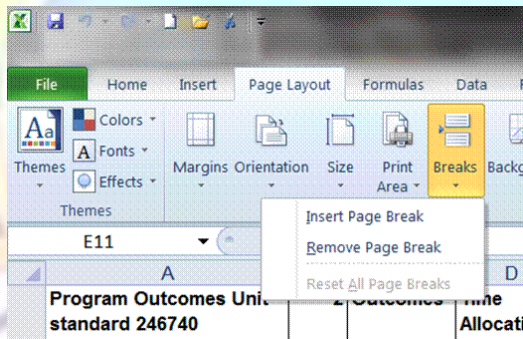 File Home Insert Page Layout Formulas Data
Aa Colors
A Fonts
Effects
Themes Margins Orientation Size Print Area Breaks
Themes
Insert Page Break
Remove Page Break
Reset All Page Breaks
E11
A D
Program Outcomes Unit 2 Outcomes Time
standard 246740 Allocati